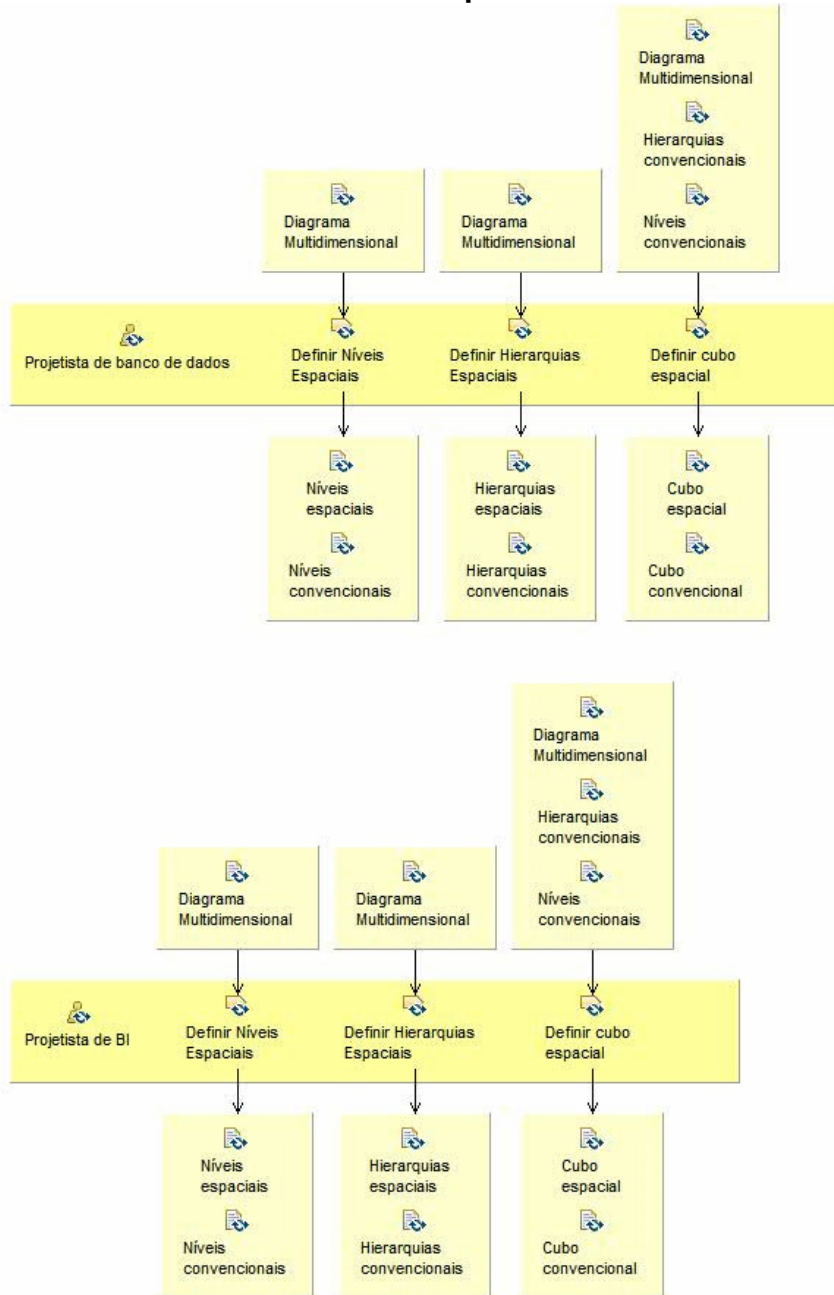 Diagrama
Multidimensional
Hierarquias
convencionais
Níveis
convencionais
Diagrama
Multidimensional
Diagrama
Multidimensional
Projetista de banco de dados
Definir Níveis
Espaciais
Definir Hierarquias
Espaciais
Definir cubo
espacial
Níveis
espaciais
Níveis
convencionais
Hierarquias
espaciais
Hierarquias
convencionais
Cubo
espacial
Cubo
convencional
Diagrama
Multidimensional
Hierarquias
convencionais
Níveis
convencionais
Diagrama
Multidimensional
Diagrama
Multidimensional
Projetista de BI
Definir Níveis
Espaciais
Definir Hierarquias
Espaciais
Definir cubo
espacial
Níveis
espaciais
Níveis
convencionais
Hierarquias
espaciais
Hierarquias
convencionais
Cubo
espacial
Cubo
convencional